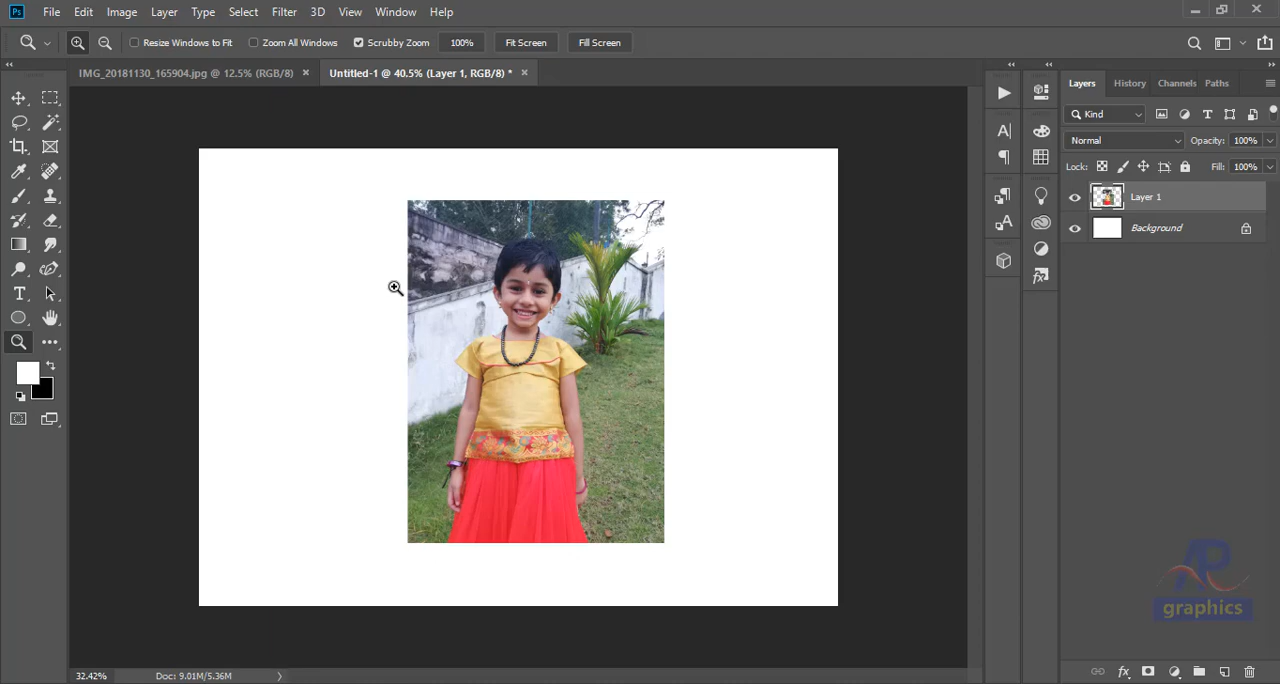 Ps File Edit Image Layer Type Select Filter 3D View Window Help
Resize Windows to Fit Zoom All Windows Scrubby Zoom 100% Fit Screen Fill Screen
IMG_20181130_165904.jpg @ 12.5% (RGB/8) × Untitled-1 @ 40.5% (Layer 1, RGB/8) * ×
Layers History Channels Paths
Kind
Normal Opacity: 100%
Lock: Fill: 100%
Layer 1
Background
AP
graphics
32.42% Doc: 9.01M/5.36M